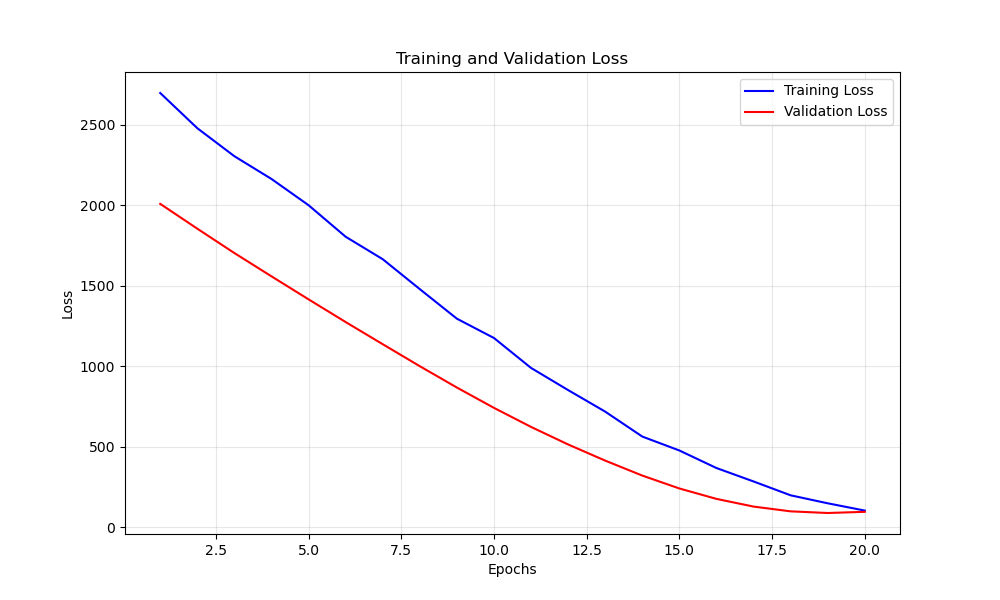 Training and Validation Loss
Training Loss
Validation Loss
2500
2000
1500
1000
500
0
Loss
2.5 5.0 7.5 10.0 12.5 15.0 17.5 20.0
Epochs